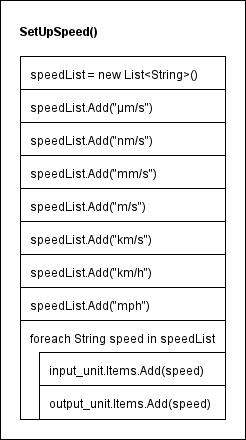 SetUpSpeed()
speedList = new List<String>()
speedList.Add("µm/s")
speedList.Add("nm/s")
speedList.Add("mm/s")
speedList.Add("m/s")
speedList.Add("km/s")
speedList.Add("km/h")
speedList.Add("mph")
foreach String speed in speedList
input_unit.Items.Add(speed)
output_unit.Items.Add(speed)